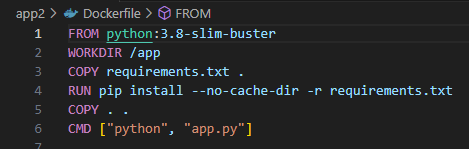 app2 > Dockerfile > FROM
1 FROM python:3.8-slim-buster
2 WORKDIR /app
3 COPY requirements.txt .
4 RUN pip install --no-cache-dir -r requirements.txt
5 COPY . .
6 CMD ["python", "app.py"]